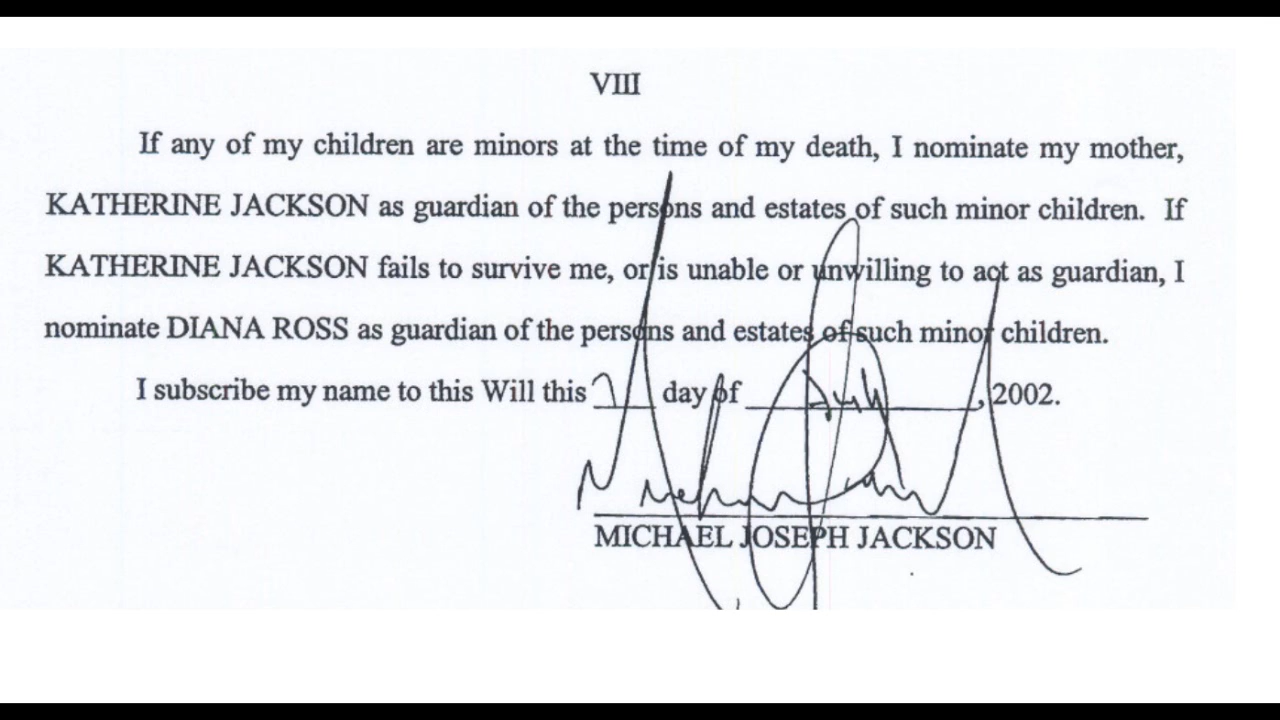 VIII
If any of my children are minors at the time of my death, I nominate my mother,
KATHERINE JACKSON as guardian of the persons and estates of such minor children. If
KATHERINE JACKSON fails to survive me, or is unable or unwilling to act as guardian, I
nominate DIANA ROSS as guardian of the persons and estates of such minor children.
I subscribe my name to this Will this 7 day of July, 2002.
MICHAEL JOSEPH JACKSON